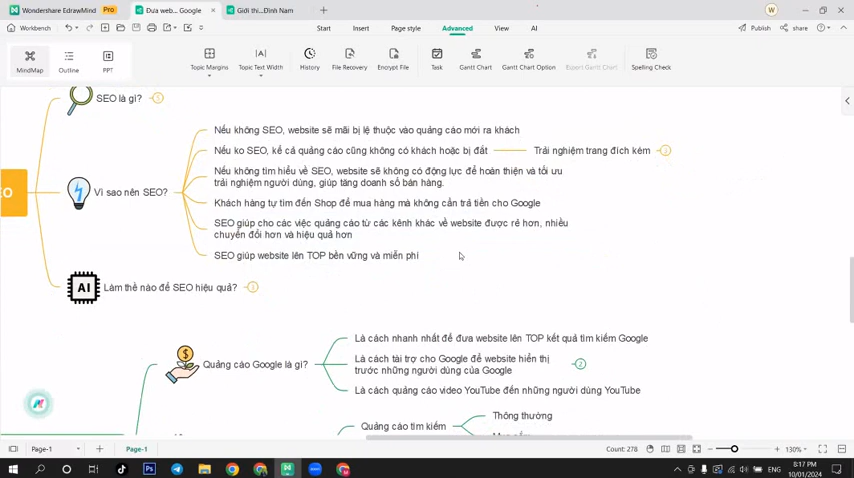 Wondershare EdrawMind Pro
Đưa web... Google
Giới thi...Đình Nam
W
Workbench
Start Insert Page style Advanced View AI
Publish share
MindMap Outline PPT
Topic Margins Topic Text Width History File Recovery Encrypt File Task Gantt Chart Gantt Chart Option Export Gantt Chart Spelling Check
SEO là gì? 5
Nếu không SEO, website sẽ mãi bị lệ thuộc vào quảng cáo mới ra khách
Nếu ko SEO, kể cả quảng cáo cũng không có khách hoặc bị đắt
Trải nghiệm trang đích kém
Nếu không tìm hiểu về SEO, website sẽ không có động lực để hoàn thiện và tối ưu
trải nghiệm người dùng, giúp tăng doanh số bán hàng.
EO
Vì sao nên SEO?
Khách hàng tự tìm đến Shop để mua hàng mà không cần trả tiền cho Google
SEO giúp cho các việc quảng cáo từ các kênh khác về website được rẻ hơn, nhiều
chuyển đổi hơn và hiệu quả hơn
SEO giúp website lên TOP bền vững và miễn phí
AI
Làm thế nào để SEO hiệu quả?
Là cách nhanh nhất để đưa website lên TOP kết quả tìm kiếm Google
Quảng cáo Google là gì?
Là cách tài trợ cho Google để website hiển thị
trước những người dùng của Google
2
Là cách quảng cáo video YouTube đến những người dùng YouTube
Thông thường
Quảng cáo tìm kiếm
Page-1
Page-1
Count: 278
130%
ENG
8:17 PM
10/01/2024